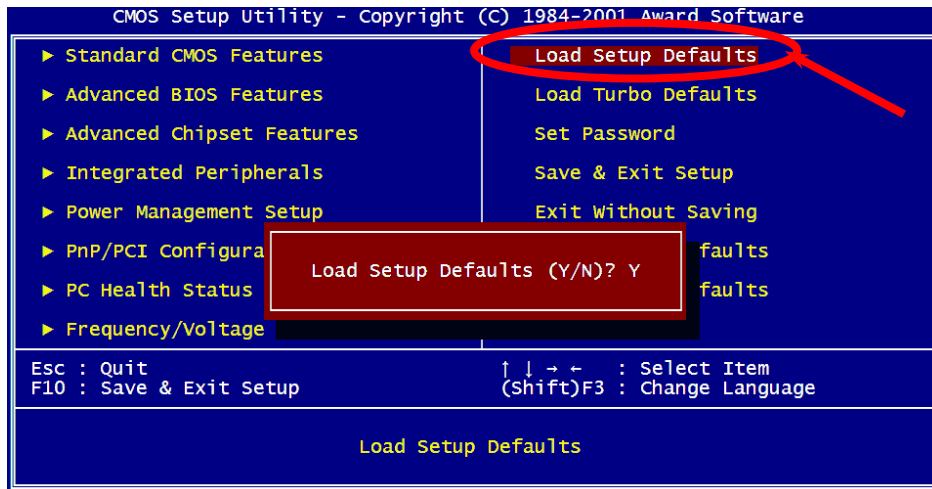 CMOS Setup Utility - Copyright (C) 1984-2001 Award Software
► Standard CMOS Features
► Advanced BIOS Features
► Advanced Chipset Features
► Integrated Peripherals
► Power Management Setup
► PnP/PCI Configura
► PC Health Status
► Frequency/Voltage
Load Setup Defaults
Load Turbo Defaults
Set Password
Save & Exit Setup
Exit Without Saving
faults
faults
Load Setup Defaults (Y/N)? Y
Esc : Quit
F10 : Save & Exit Setup
↑ ↓ → ← : Select Item
(Shift)F3 : Change Language
Load Setup Defaults